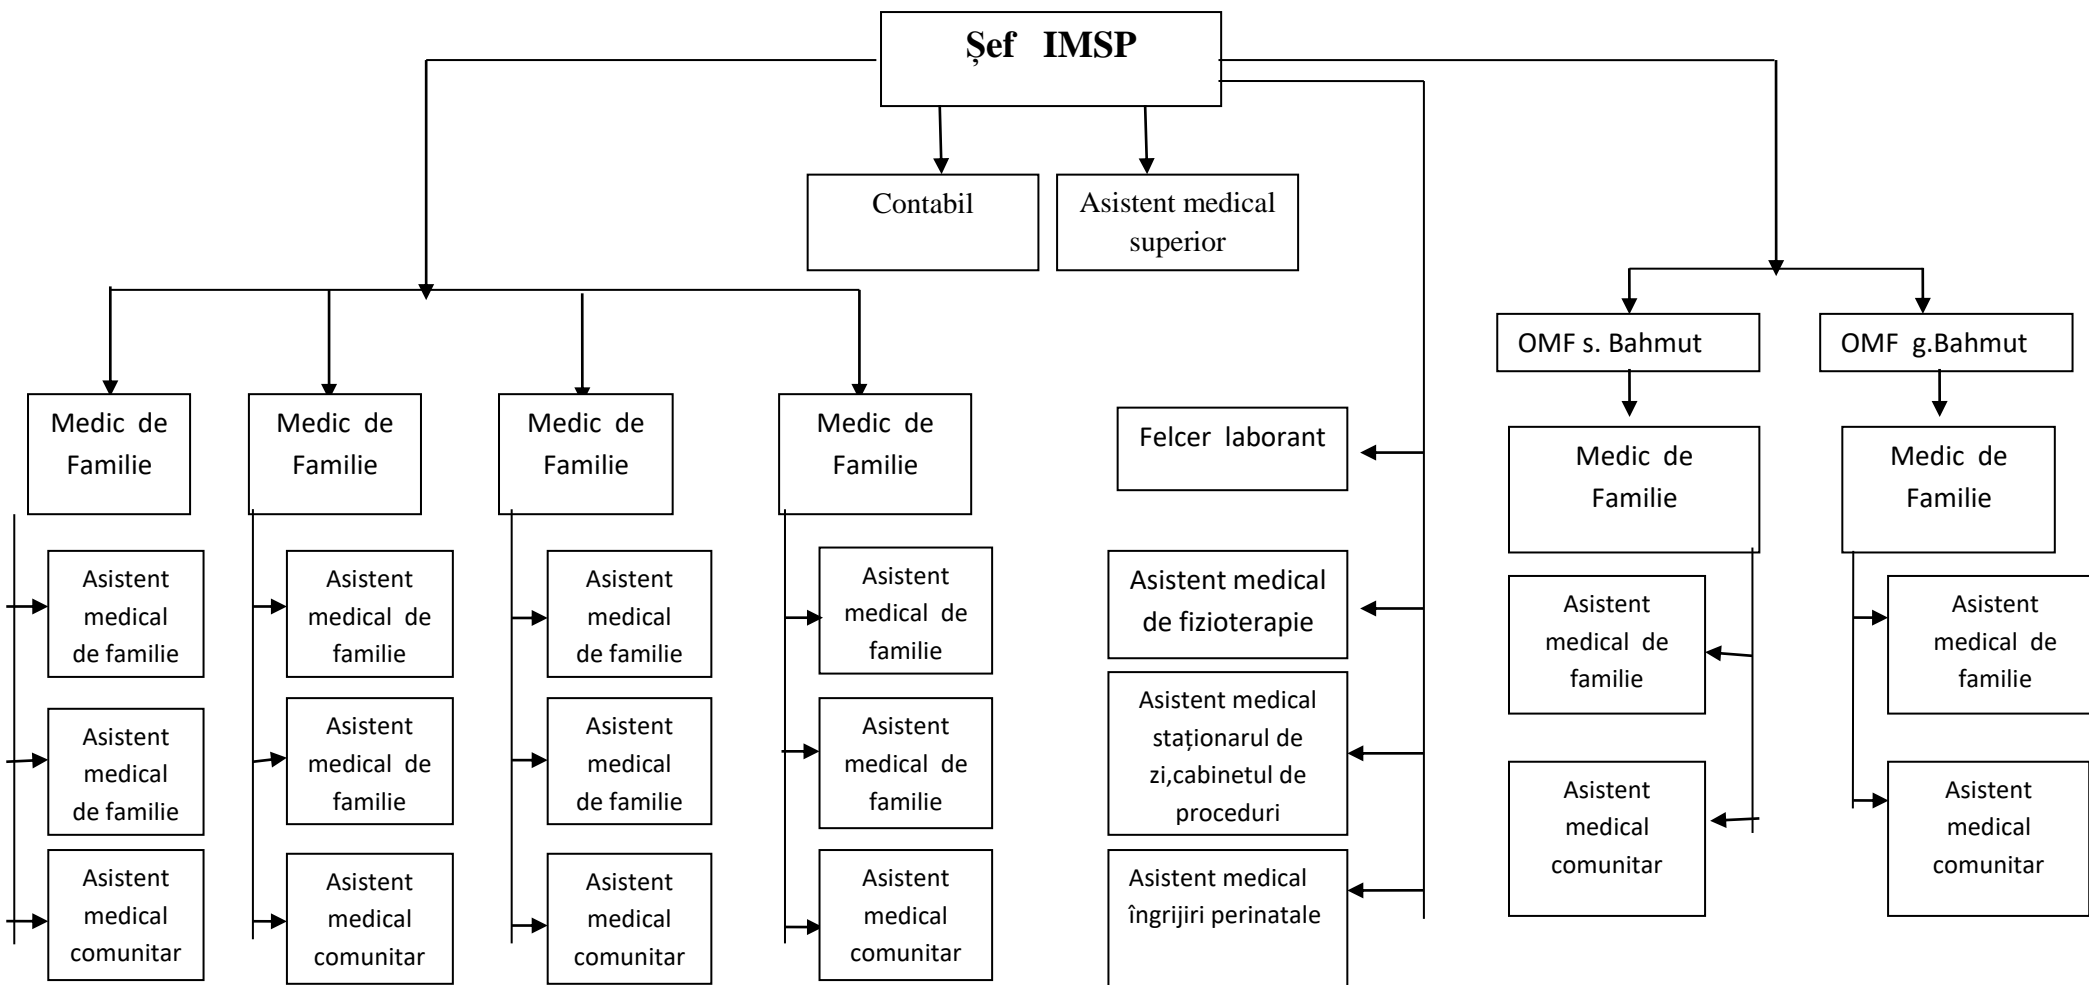 Șef IMSP
Contabil
Asistent medical
superior
OMF s. Bahmut
OMF g.Bahmut
Medic de
Familie
Medic de
Familie
Medic de
Familie
Medic de
Familie
Felcer laborant
Medic de
Familie
Medic de
Familie
Asistent
medical
de familie
Asistent
medical de
familie
Asistent
medical
de familie
Asistent
medical de
familie
Asistent medical
de fizioterapie
Asistent
medical de
familie
Asistent
medical de
familie
Asistent
medical
de familie
Asistent
medical de
familie
Asistent
medical
de familie
Asistent
medical de
familie
Asistent medical
staționarul de
zi,cabinetul de
proceduri
Asistent
medical
comunitar
Asistent
medical
comunitar
Asistent
medical
comunitar
Asistent
medical
comunitar
Asistent
medical
comunitar
Asistent
medical
comunitar
Asistent medical
îngrijiri perinatale